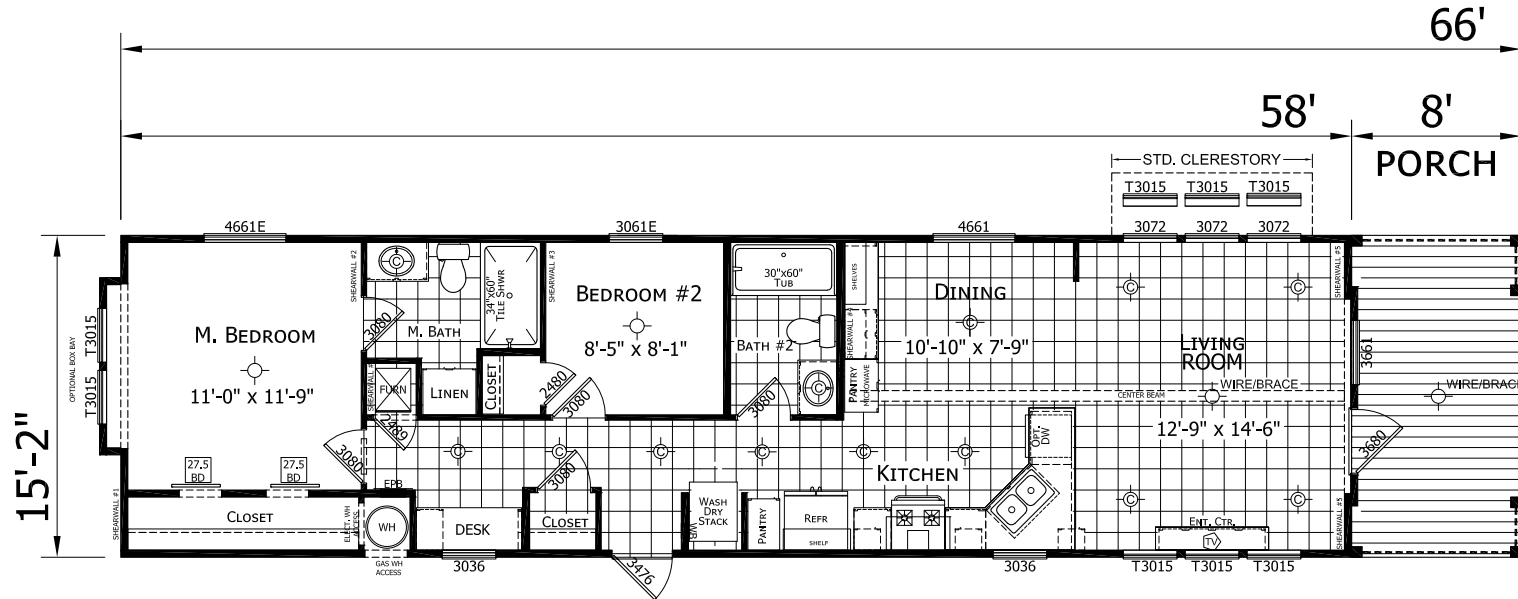 66'
58'
8'
PORCH
STD. CLERESTORY
T3015 T3015 T3015
4661E
3061E
4661
3072 3072 3072
15'-2"
OPTIONAL BOX BAY
T3015
T3015
M. BEDROOM
11'-0" x 11'-9"
SHEARWALL #2
3080
M. BATH
34"x60"
TILE SHWR
SHEARWALL #3
BEDROOM #2
8'-5" x 8'-1"
30"x60"
TUB
BATH #2
SHELVES
DINING
10'-10" x 7'-9"
LIVING
ROOM
12'-9" x 14'-6"
SHEARWALL #5
3661
WIRE/BRACE
WIRE/BRACE
CENTER BEAM
FURN
LINEN
CLOSET
2480
3080
3080
PANTRY
MICROWAVE
2489
3080
3080
OPT.
DW
KITCHEN
3680
27.5
BD
27.5
BD
EPB
SHEARWALL #1
CLOSET
ELECT. WH
ACCESS
WH
GAS WH
ACCESS
DESK
3036
CLOSET
WASH
DRY
STACK
PANTRY
REFR
SHELF
3476
3036
ENT. CTR.
TV
SHEARWALL #5
T3015 T3015 T3015